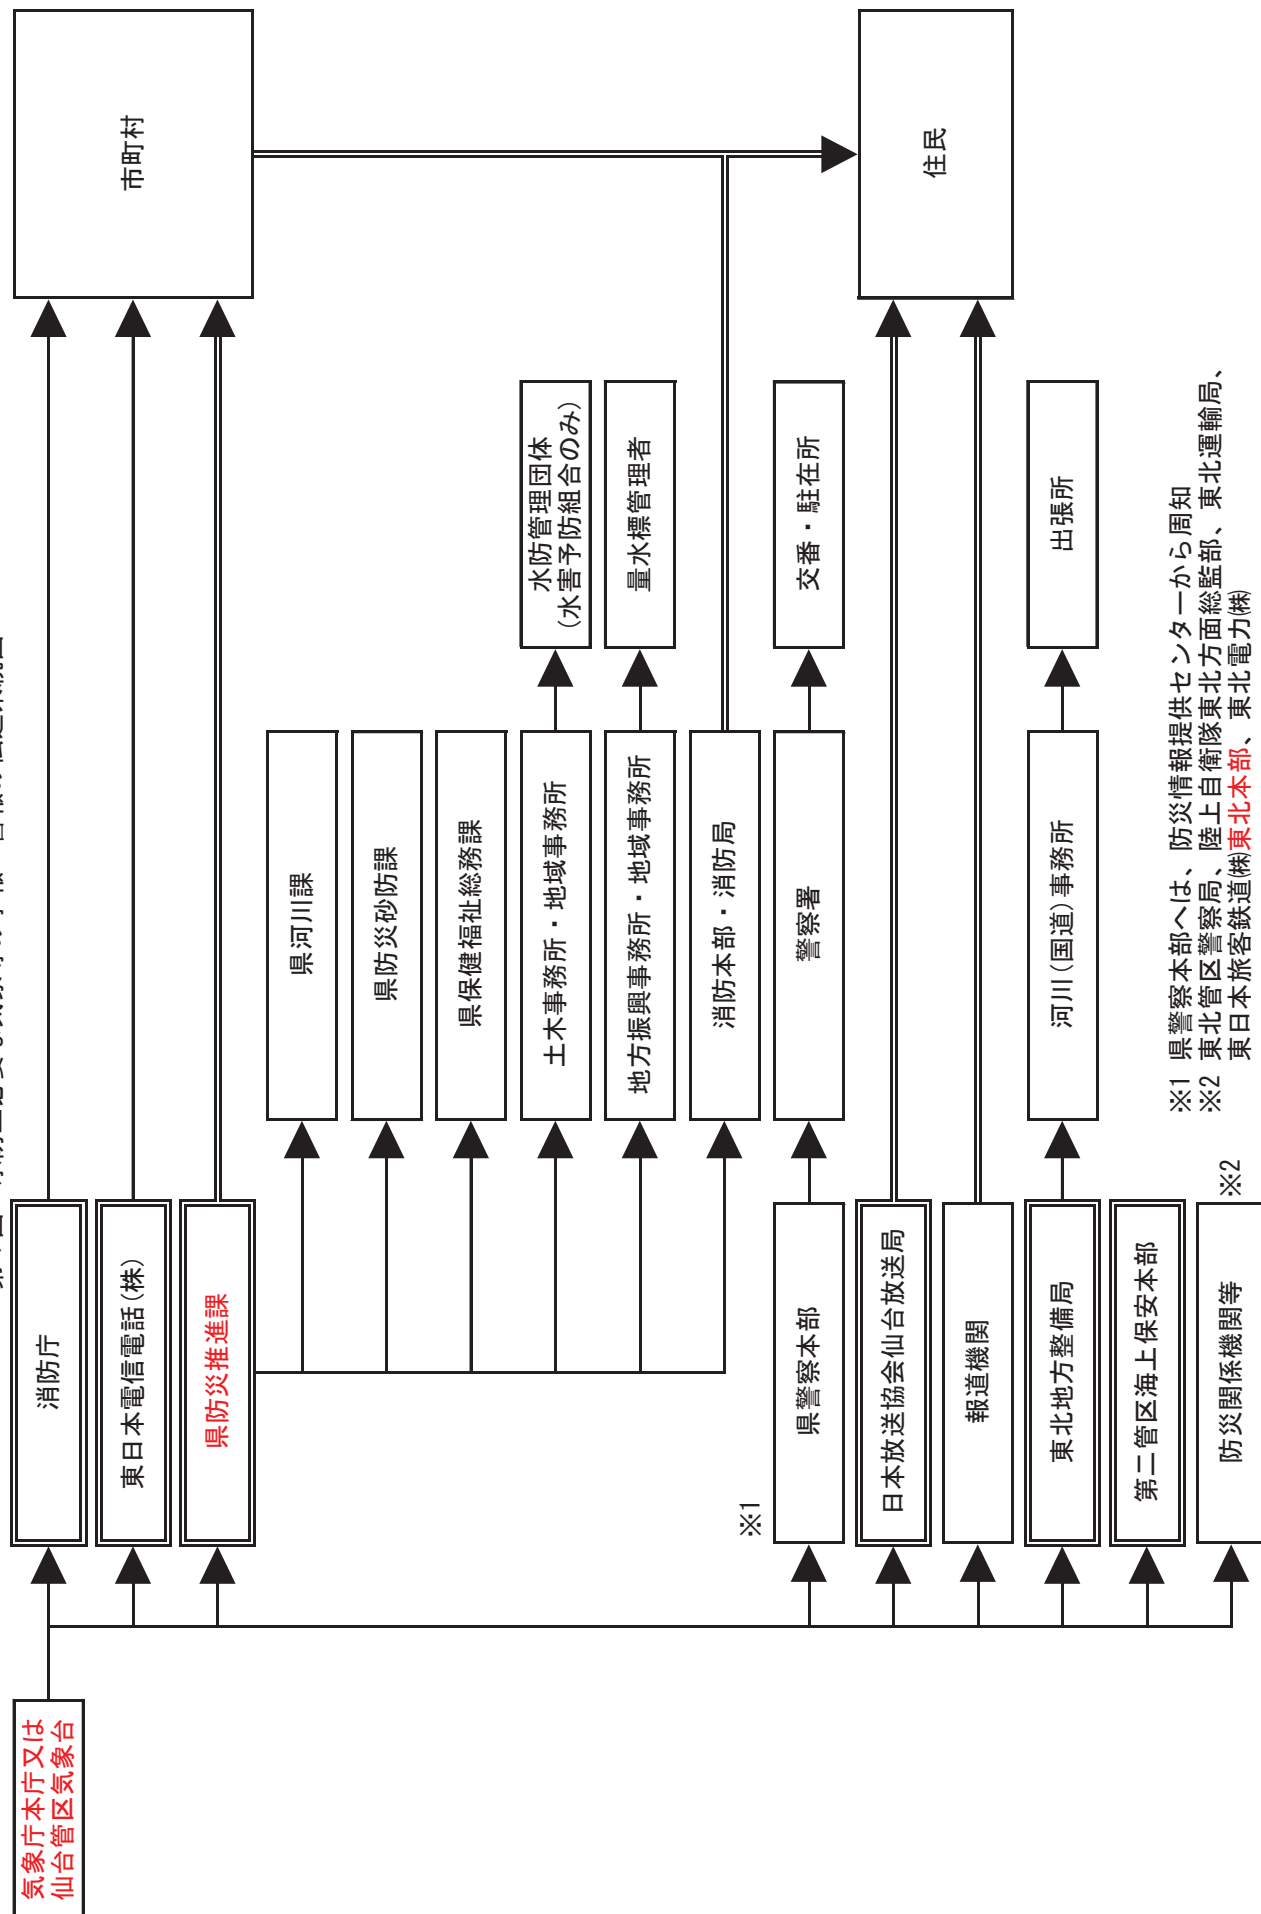 気象庁本庁又は
仙台管区気象台
消防庁
東日本電信電話(株)
県防災推進課
※1
県警察本部
日本放送協会仙台放送局
報道機関
東北地方整備局
第二管区海上保安本部
防災関係機関等
※2
県河川課
県防災砂防課
県保健福祉総務課
土木事務所・地域事務所
地方振興事務所・地域事務所
消防本部・消防局
警察署
河川(国道)事務所
水防管理団体
(水害予防組合のみ)
量水標管理者
交番・駐在所
出張所
市町村
住民
※1 県警察本部へは、防災情報提供センターから周知
※2 東北管区警察局、陸上自衛隊東北方面総監部、東北運輸局、
東日本旅客鉄道㈱東北本部、東北電力㈱